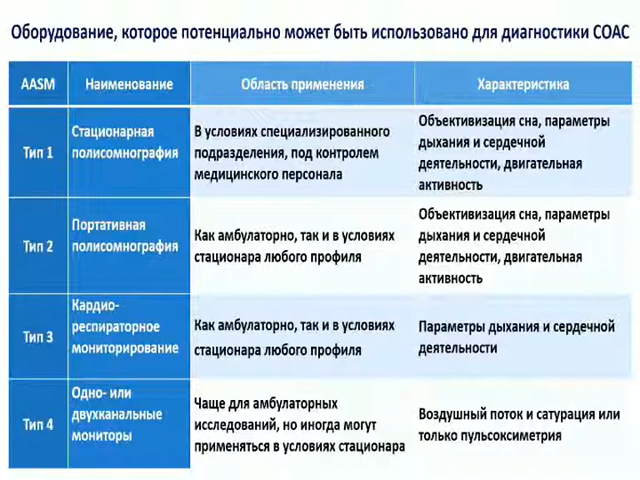 Оборудование, которое потенциально может быть использовано для диагностики СОАС
AASM
Наименование
Область применения
Характеристика
Тип 1
Стационарная
полисомнография
В условиях специализированного
подразделения, под контролем
медицинского персонала
Объективизация сна, параметры
дыхания и сердечной
деятельности, двигательная
активность
Тип 2
Портативная
полисомнография
Как амбулаторно, так и в условиях
стационара любого профиля
Объективизация сна, параметры
дыхания и сердечной
деятельности, двигательная
активность
Тип 3
Кардио-
респираторное
мониторирование
Как амбулаторно, так и в условиях
стационара любого профиля
Параметры дыхания и сердечной
деятельности
Тип 4
Одно- или
двухканальные
мониторы
Чаще для амбулаторных
исследований, но иногда могут
применяться в условиях стационара
Воздушный поток и сатурация или
только пульсоксиметрия